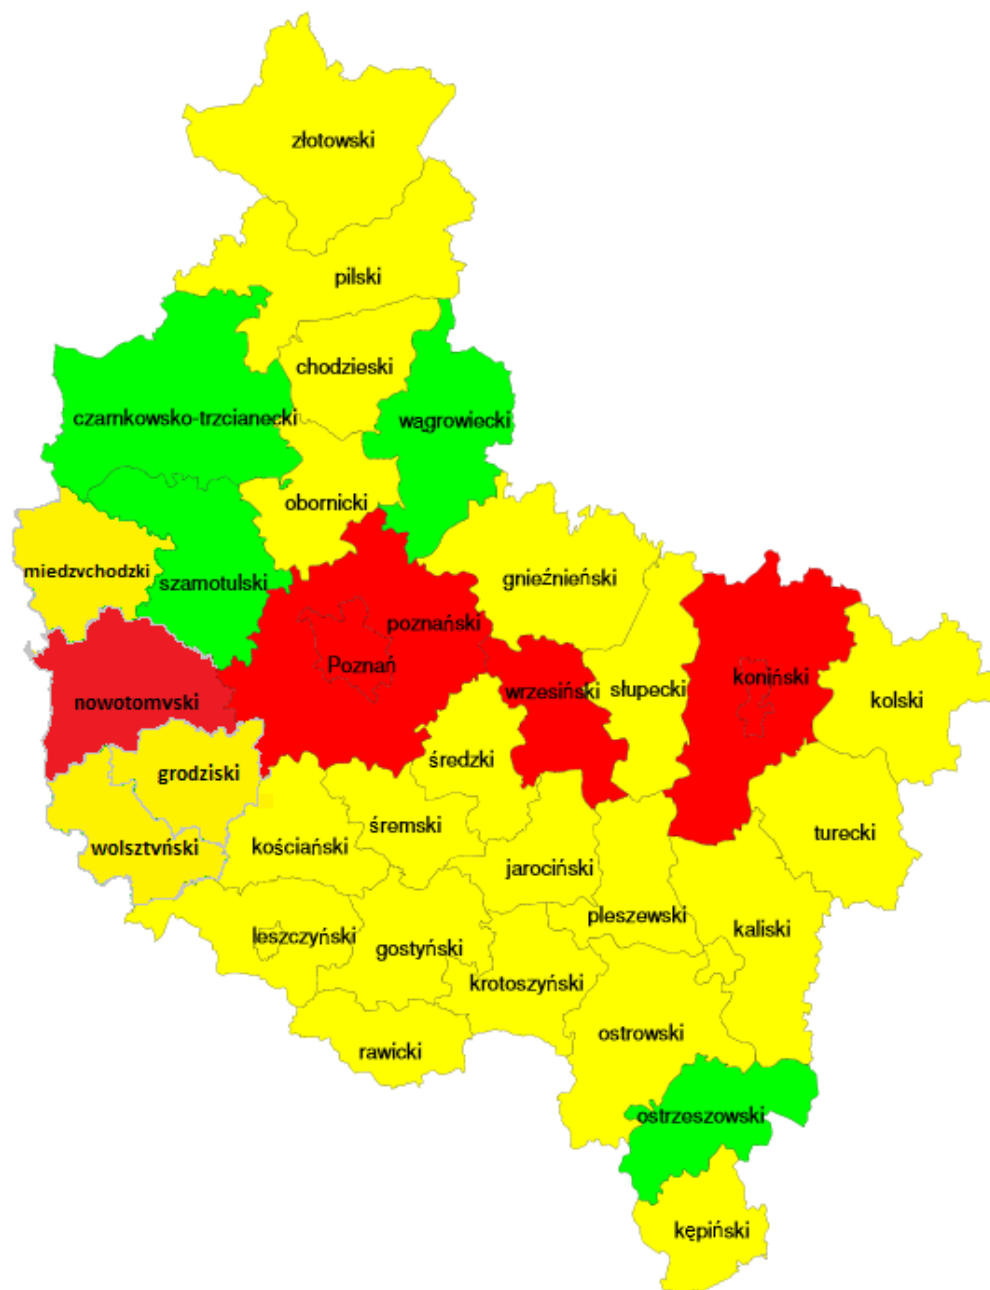 złotowski
pilski
chodzieski
czarnkowsko-trzcianecki
wągrowiecki
obornicki
miedzvchodzki
szamotulski
gnieźnieński
poznański
Poznań
nowotomvski
wrzesiński
słupecki
koniński
kolski
grodziski
średzki
wolsztvński
kościański
śremski
jarociński
turecki
leszczyński
gostyński
pleszewski
kaliski
krotoszyński
ostrowski
rawicki
ostrzeszowski
kępiński